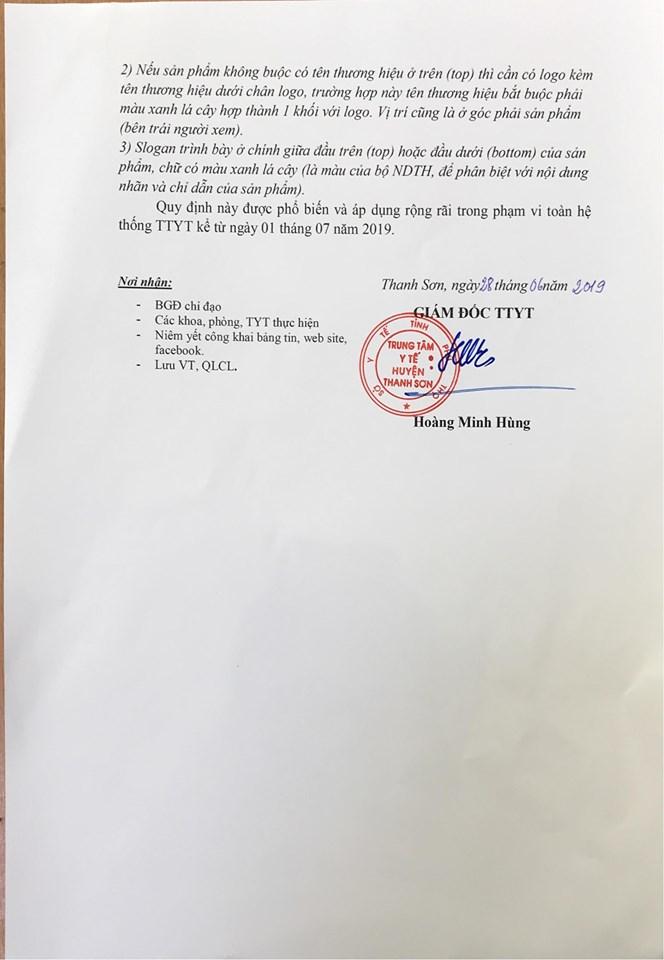 2) Nếu sản phẩm không buộc có tên thương hiệu ở trên (top) thì cần có logo kèm
tên thương hiệu dưới chân logo, trường hợp này tên thương hiệu bắt buộc phải
màu xanh lá cây hợp thành 1 khối với logo. Vị trí cũng là ở góc phải sản phẩm
(bên trái người xem).
3) Slogan trình bày ở chính giữa đầu trên (top) hoặc đầu dưới (bottom) của sản
phẩm, chữ có màu xanh lá cây (là màu của bộ NDTH, để phân biệt với nội dung
nhãn và chỉ dẫn của sản phẩm).
Quy định này được phổ biến và áp dụng rộng rãi trong phạm vi toàn hệ
thống TTYT kể từ ngày 01 tháng 07 năm 2019.
Nơi nhận:
- BGĐ chỉ đạo
- Các khoa, phòng, TYT thực hiện
- Niêm yết công khai bảng tin, web site,
facebook.
- Lưu VT, QLCL.
Thanh Sơn, ngày 28 tháng 06 năm 2019
GIÁM ĐỐC TTYT
SỞ Y TẾ TỈNH PHÚ THỌ
TRUNG TÂM
Y TẾ
HUYỆN
THANH SƠN
Hoàng Minh Hùng